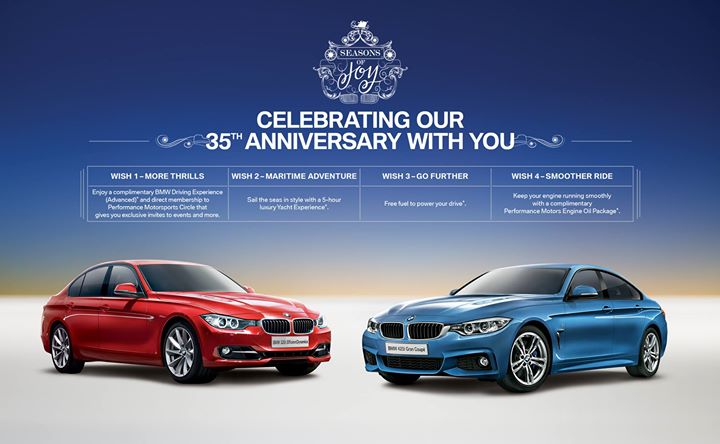 SEASONS
OF
Joy
CELEBRATING OUR
35TH ANNIVERSARY WITH YOU
WISH 1 – MORE THRILLS
Enjoy a complimentary BMW Driving Experience
(Advanced)* and direct membership to
Performance Motorsports Circle that
gives you exclusive invites to events and more.
WISH 2 – MARITIME ADVENTURE
Sail the seas in style with a 5-hour
luxury Yacht Experience*.
WISH 3 – GO FURTHER
Free fuel to power your drive*.
WISH 4 – SMOOTHER RIDE
Keep your engine running smoothly
with a complimentary
Performance Motors Engine Oil Package*.
BMW 320i EfficientDynamics
BMW 420i Gran Coupé